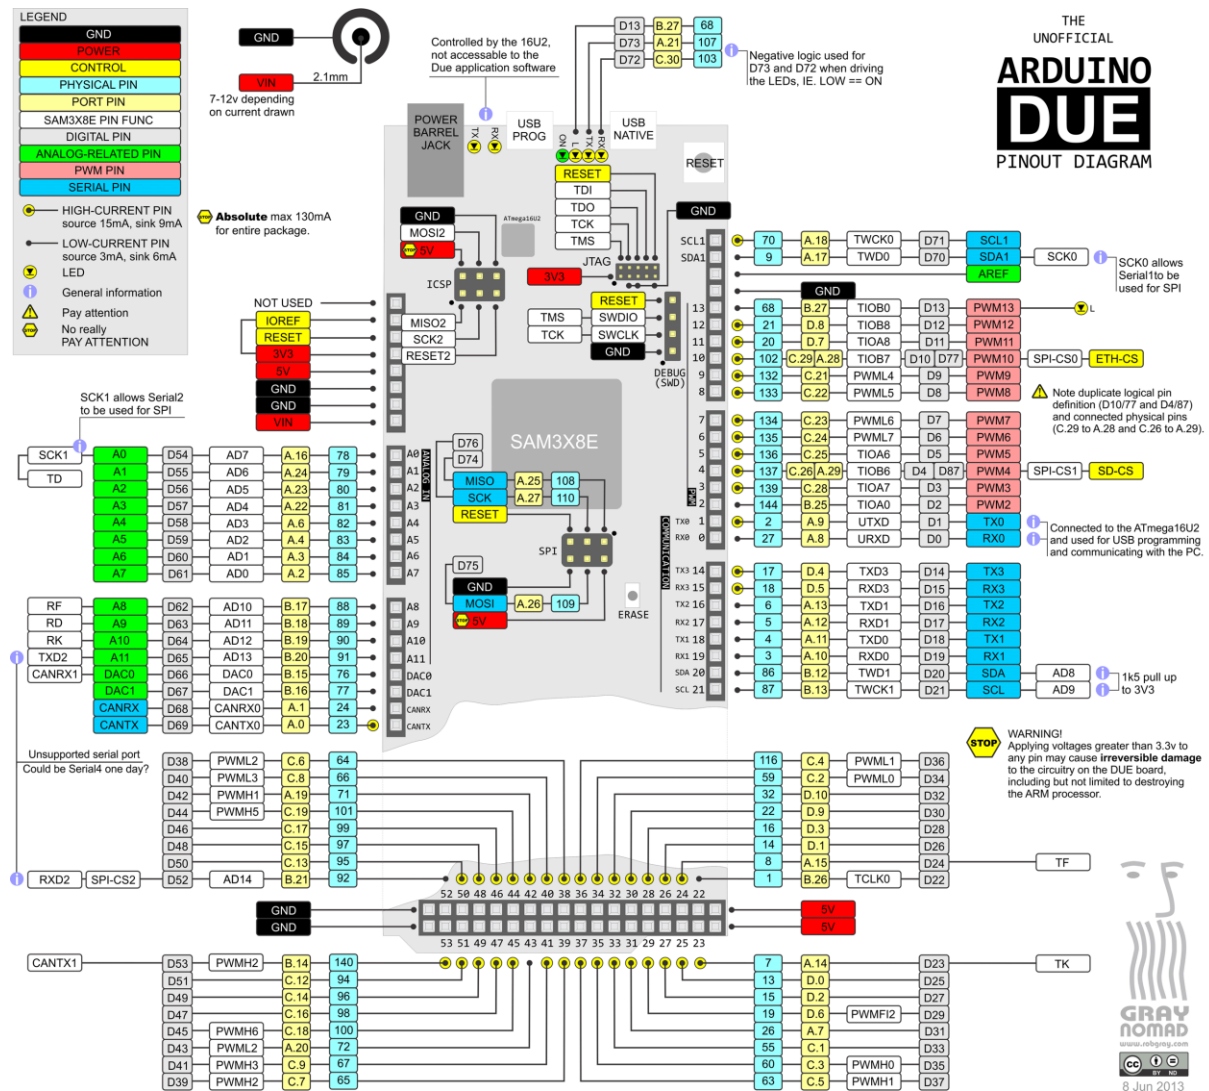 LEGEND
GND
POWER
CONTROL
PHYSICAL PIN
PORT PIN
SAM3X8E PIN FUNC
DIGITAL PIN
ANALOG-RELATED PIN
PWM PIN
SERIAL PIN
HIGH-CURRENT PIN
source 15mA, sink 9mA
LOW-CURRENT PIN
source 3mA, sink 6mA
LED
General information
Pay attention
STOP No really
PAY ATTENTION
GND
VIN 2.1mm
7-12v depending
on current drawn
STOP Absolute max 130mA
for entire package.
Controlled by the 16U2,
not accessable to the
Due application software
D13 B.27 68
D73 A.21 107
D72 C.30 103
Negative logic used for
D73 and D72 when driving
the LEDs, IE. LOW == ON
THE
UNOFFICIAL
ARDUINO
DUE
PINOUT DIAGRAM
POWER
BARREL
JACK
TX
RX
USB
PROG
USB
NATIVE
ON
L
TX
RX
RESET
RESET
TDI
TDO
TCK
TMS
JTAG
3V3
GND
ATmega16U2
GND
MOSI2
STOP 5V
ICSP
MISO2
SCK2
RESET2
RESET
TMS SWDIO
TCK SWCLK
GND
DEBUG
(SWD)
NOT USED
IOREF
RESET
3V3
5V
GND
GND
VIN
SCK1 allows Serial2
to be used for SPI
SAM3X8E
SCK1 A0 D54 AD7 A.16 78 A0
TD A1 D55 AD6 A.24 79 A1
A2 D56 AD5 A.23 80 A2
A3 D57 AD4 A.22 81 A3
A4 D58 AD3 A.6 82 A4
A5 D59 AD2 A.4 83 A5
A6 D60 AD1 A.3 84 A6
A7 D61 AD0 A.2 85 A7
ANALOG IN
RF A8 D62 AD10 B.17 88 A8
RD A9 D63 AD11 B.18 89 A9
RK A10 D64 AD12 B.19 90 A10
TXD2 A11 D65 AD13 B.20 91 A11
CANRX1 DAC0 D66 DAC0 B.15 76 DAC0
DAC1 D67 DAC1 B.16 77 DAC1
CANRX D68 CANRX0 A.1 24 CANRX
CANTX D69 CANTX0 A.0 23 CANTX
Unsupported serial port
Could be Serial4 one day?
D76
D74
MISO A.25 108
SCK A.27 110
RESET
SPI
D75
GND
MOSI A.26 109
STOP 5V
ERASE
SCL1 70 A.18 TWCK0 D71 SCL1
SDA1 9 A.17 TWD0 D70 SDA1 SCK0
AREF
GND
SCK0 allows
Serial1to be
used for SPI
13 68 B.27 TIOB0 D13 PWM13 L
12 21 D.8 TIOB8 D12 PWM12
11 20 D.7 TIOA8 D11 PWM11
10 102 C.29 A.28 TIOB7 D10 D77 PWM10 SPI-CS0 ETH-CS
9 132 C.21 PWML4 D9 PWM9
8 133 C.22 PWML5 D8 PWM8
Note duplicate logical pin
definition (D10/77 and D4/87)
and connected physical pins
(C.29 to A.28 and C.26 to A.29).
7 134 C.23 PWML6 D7 PWM7
6 135 C.24 PWML7 D6 PWM6
5 136 C.25 TIOA6 D5 PWM5
4 137 C.26 A.29 TIOB6 D4 D87 PWM4 SPI-CS1 SD-CS
3 139 C.28 TIOA7 D3 PWM3
2 144 B.25 TIOA0 D2 PWM2
TX0 1 2 A.9 UTXD D1 TX0
RX0 0 27 A.8 URXD D0 RX0
PWM
COMMUNICATION
Connected to the ATmega16U2
and used for USB programming
and communicating with the PC.
TX3 14 17 D.4 TXD3 D14 TX3
RX3 15 18 D.5 RXD3 D15 RX3
TX2 16 6 A.13 TXD1 D16 TX2
RX2 17 5 A.12 RXD1 D17 RX2
TX1 18 4 A.11 TXD0 D18 TX1
RX1 19 3 A.10 RXD0 D19 RX1
SDA 20 86 B.12 TWD1 D20 SDA AD8
SCL 21 87 B.13 TWCK1 D21 SCL AD9
1k5 pull up
to 3V3
STOP
WARNING!
Applying voltages greater than 3.3v to
any pin may cause irreversible damage
to the circuitry on the DUE board,
including but not limited to destroying
the ARM processor.
D38 PWML2 C.6 64
D40 PWML3 C.8 66
D42 PWMH1 A.19 71
D44 PWMH5 C.19 101
D46 C.17 99
D48 C.15 97
D50 C.13 95
RXD2 SPI-CS2 D52 AD14 B.21 92
116 C.4 PWML1 D36
59 C.2 PWML0 D34
32 D.10 D32
22 D.9 D30
16 D.3 D28
14 D.1 D26
8 A.15 D24 TF
1 B.26 TCLK0 D22
52 50 48 46 44 42 40 38 36 34 32 30 28 26 24 22
GND 5V
GND 5V
53 51 49 47 45 43 41 39 37 35 33 31 29 27 25 23
CANTX1 D53 PWMH2 B.14 140
D51 C.12 94
D49 C.14 96
D47 C.16 98
D45 PWMH6 C.18 100
D43 PWML2 A.20 72
D41 PWMH3 C.9 67
D39 PWMH2 C.7 65
7 A.14 D23 TK
13 D.0 D25
15 D.2 D27
19 D.6 PWMFI2 D29
26 A.7 D31
55 C.1 D33
60 C.3 PWMH0 D35
63 C.5 PWMH1 D37
GRAY
NOMAD
www.robgray.com
CC BY ND
8 Jun 2013